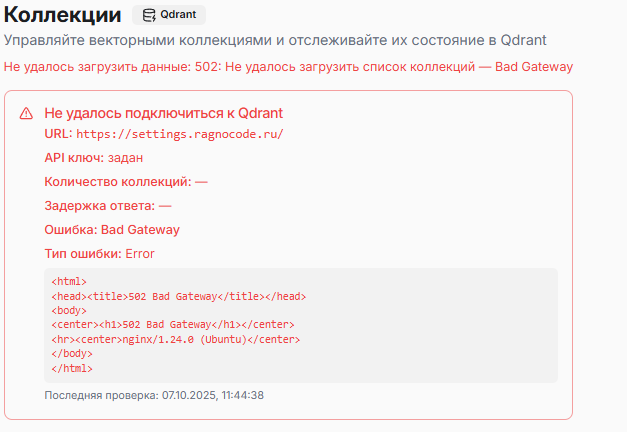 Коллекции Qdrant
Управляйте векторными коллекциями и отслеживайте их состояние в Qdrant
Не удалось загрузить данные: 502: Не удалось загрузить список коллекций — Bad Gateway
Не удалось подключиться к Qdrant
URL: https://settings.ragnocode.ru/
API ключ: задан
Количество коллекций: —
Задержка ответа: —
Ошибка: Bad Gateway
Тип ошибки: Error
<html>
<head><title>502 Bad Gateway</title></head>
<body>
<center><h1>502 Bad Gateway</h1></center>
<hr><center>nginx/1.24.0 (Ubuntu)</center>
</body>
</html>
Последняя проверка: 07.10.2025, 11:44:38